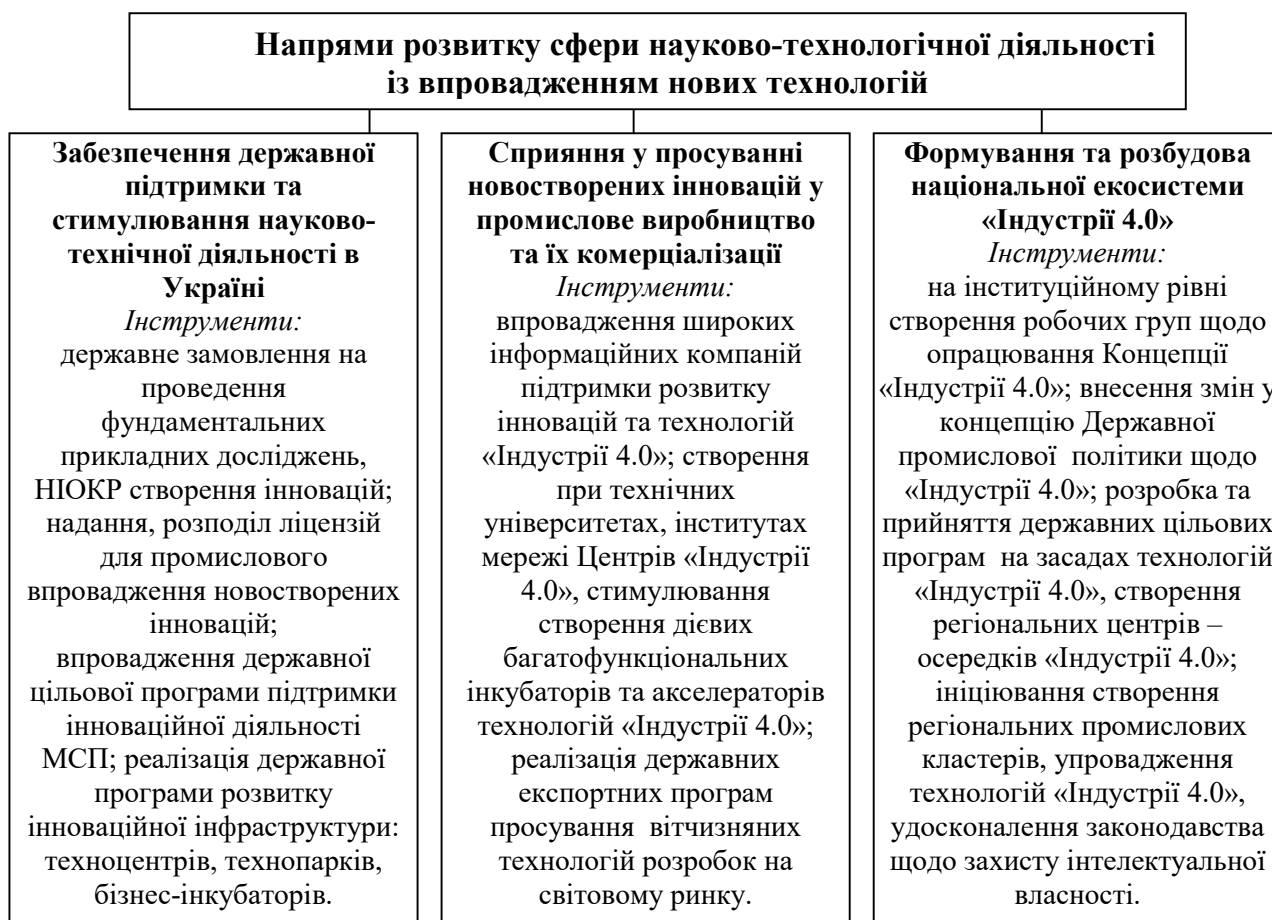 Напрями розвитку сфери науково-технологічної діяльності
із впровадженням нових технологій
Забезпечення державної
підтримки та
стимулювання науково-
технічної діяльності в
Україні
Інструменти:
державне замовлення на
проведення
фундаментальних
прикладних досліджень,
НІОКР створення інновацій;
надання, розподіл ліцензій
для промислового
впровадження новостворених
інновацій;
впровадження державної
цільової програми підтримки
інноваційної діяльності
МСП; реалізація державної
програми розвитку
інноваційної інфраструктури:
техноцентрів, технопарків,
бізнес-інкубаторів.
Сприяння у просуванні
новостворених інновацій у
промислове виробництво
та їх комерціалізації
Інструменти:
впровадження широких
інформаційних компаній
підтримки розвитку
інновацій та технологій
«Індустрії 4.0»; створення
при технічних
університетах, інститутах
мережі Центрів «Індустрії
4.0», стимулювання
створення дієвих
багатофункціональних
інкубаторів та акселераторів
технологій «Індустрії 4.0»;
реалізація державних
експортних програм
просування вітчизняних
технологій розробок на
світовому ринку.
Формування та розбудова
національної екосистеми
«Індустрії 4.0»
Інструменти:
на інституційному рівні
створення робочих груп щодо
опрацювання Концепції
«Індустрії 4.0»; внесення змін у
концепцію Державної
промислової політики щодо
«Індустрії 4.0»; розробка та
прийняття державних цільових
програм на засадах технологій
«Індустрії 4.0», створення
регіональних центрів –
осередків «Індустрії 4.0»;
ініціювання створення
регіональних промислових
кластерів, упровадження
технологій «Індустрії 4.0»,
удосконалення законодавства
щодо захисту інтелектуальної
власності.